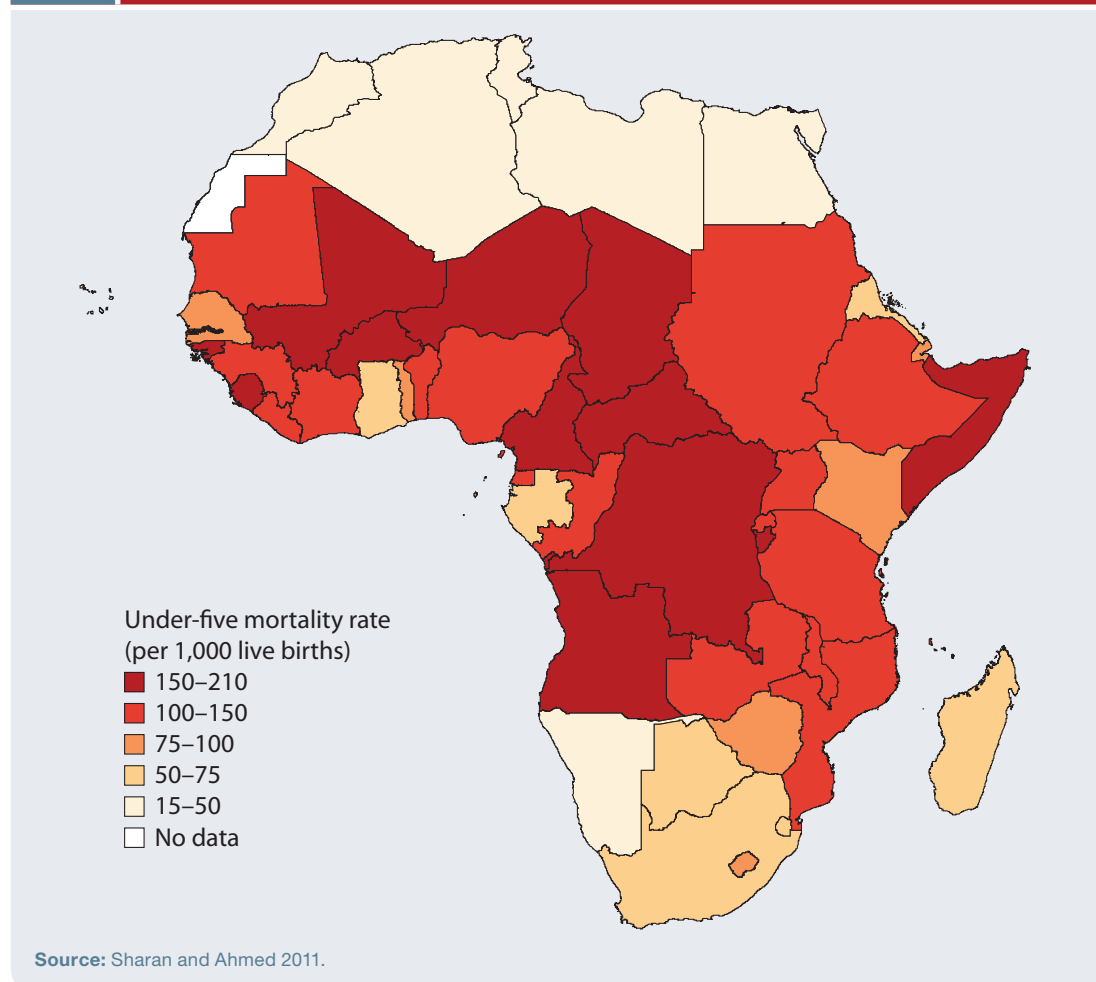 Under-five mortality rate
(per 1,000 live births)
150–210
100–150
75–100
50–75
15–50
No data
Source: Sharan and Ahmed 2011.